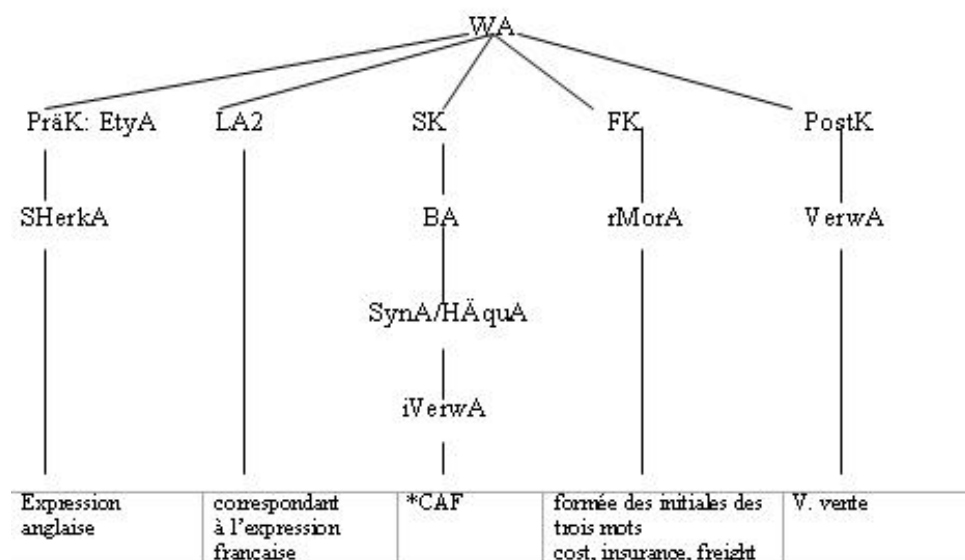 WA
PräK: EtyA LA2 SK FK PostK
SHerkA BA rMorA VerwA
SynA/HÄquA
iVerwA
Expression
anglaise
correspondant
à l'expression
française
*CAF
formée des initiales des
trois mots
cost, insurance, freight
V. vente